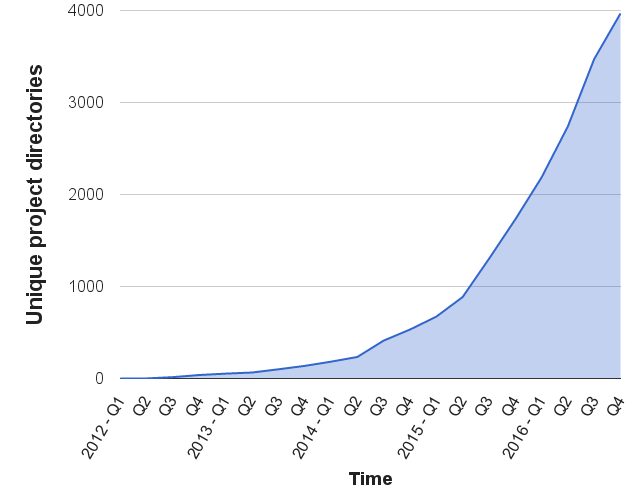 Unique project directories
4000
3000
2000
1000
0
2012 - Q1
Q2
Q3
Q4
2013 - Q1
Q2
Q3
Q4
2014 - Q1
Q2
Q3
Q4
2015 - Q1
Q2
Q3
Q4
2016 - Q1
Q2
Q3
Q4
Time